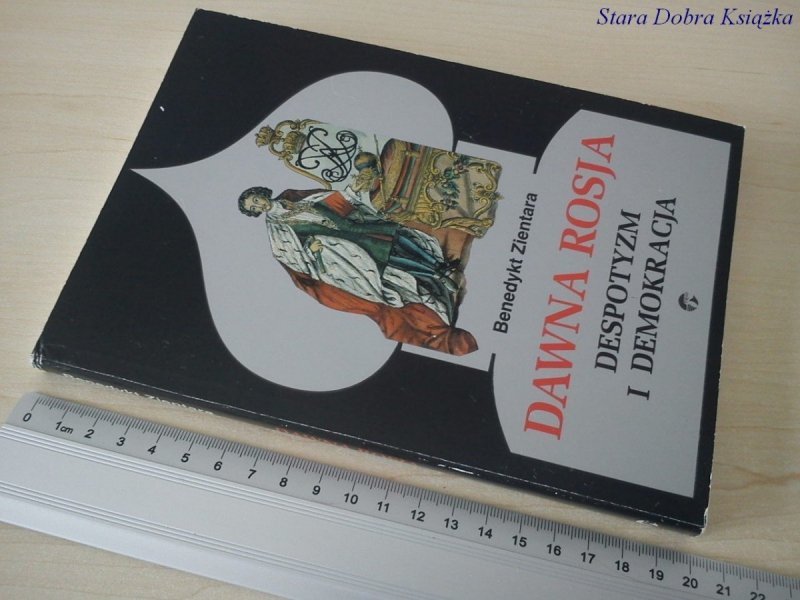 Stara Dobra Książka
Benedykt Zientara
DAWNA ROSJA
DESPOTYZM
I DEMOKRACJA
0 1cm 2 3 4 5 6 7 8 9 10 11 12 13 14 15 16 17 18 19 20 21 22